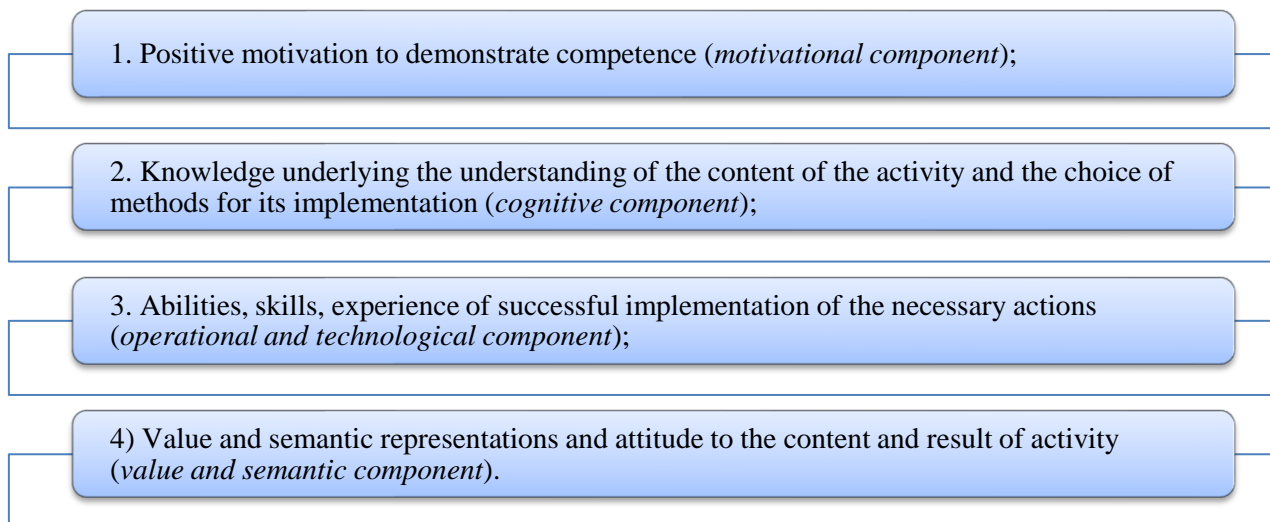 1. Positive motivation to demonstrate competence (motivational component);
2. Knowledge underlying the understanding of the content of the activity and the choice of
methods for its implementation (cognitive component);
3. Abilities, skills, experience of successful implementation of the necessary actions
(operational and technological component);
4) Value and semantic representations and attitude to the content and result of activity
(value and semantic component).